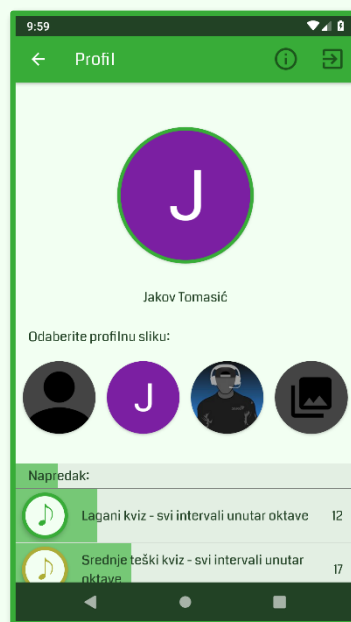 9:59
Profil
J
Jakov Tomasić
Odaberite profilnu sliku:
J
Napredak:
Lagani kviz - svi intervali unutar oktave 12
Srednje teški kviz - svi intervali unutar
oktave 17